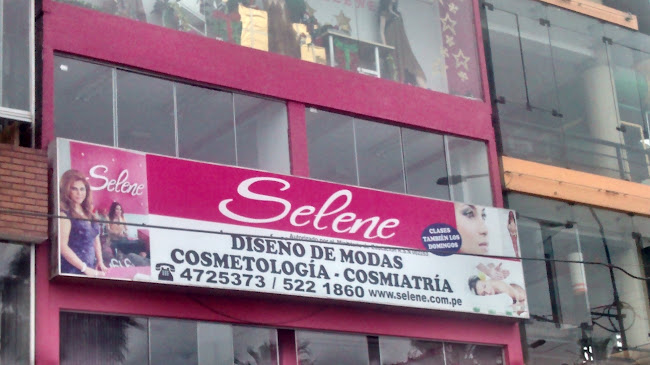 Selene
Selene
CLASES
TAMBIÉN LOS
DOMINGOS
DISEÑO DE MODAS
COSMETOLOGÍA - COSMIATRÍA
4725373 / 522 1860 www.selene.com.pe